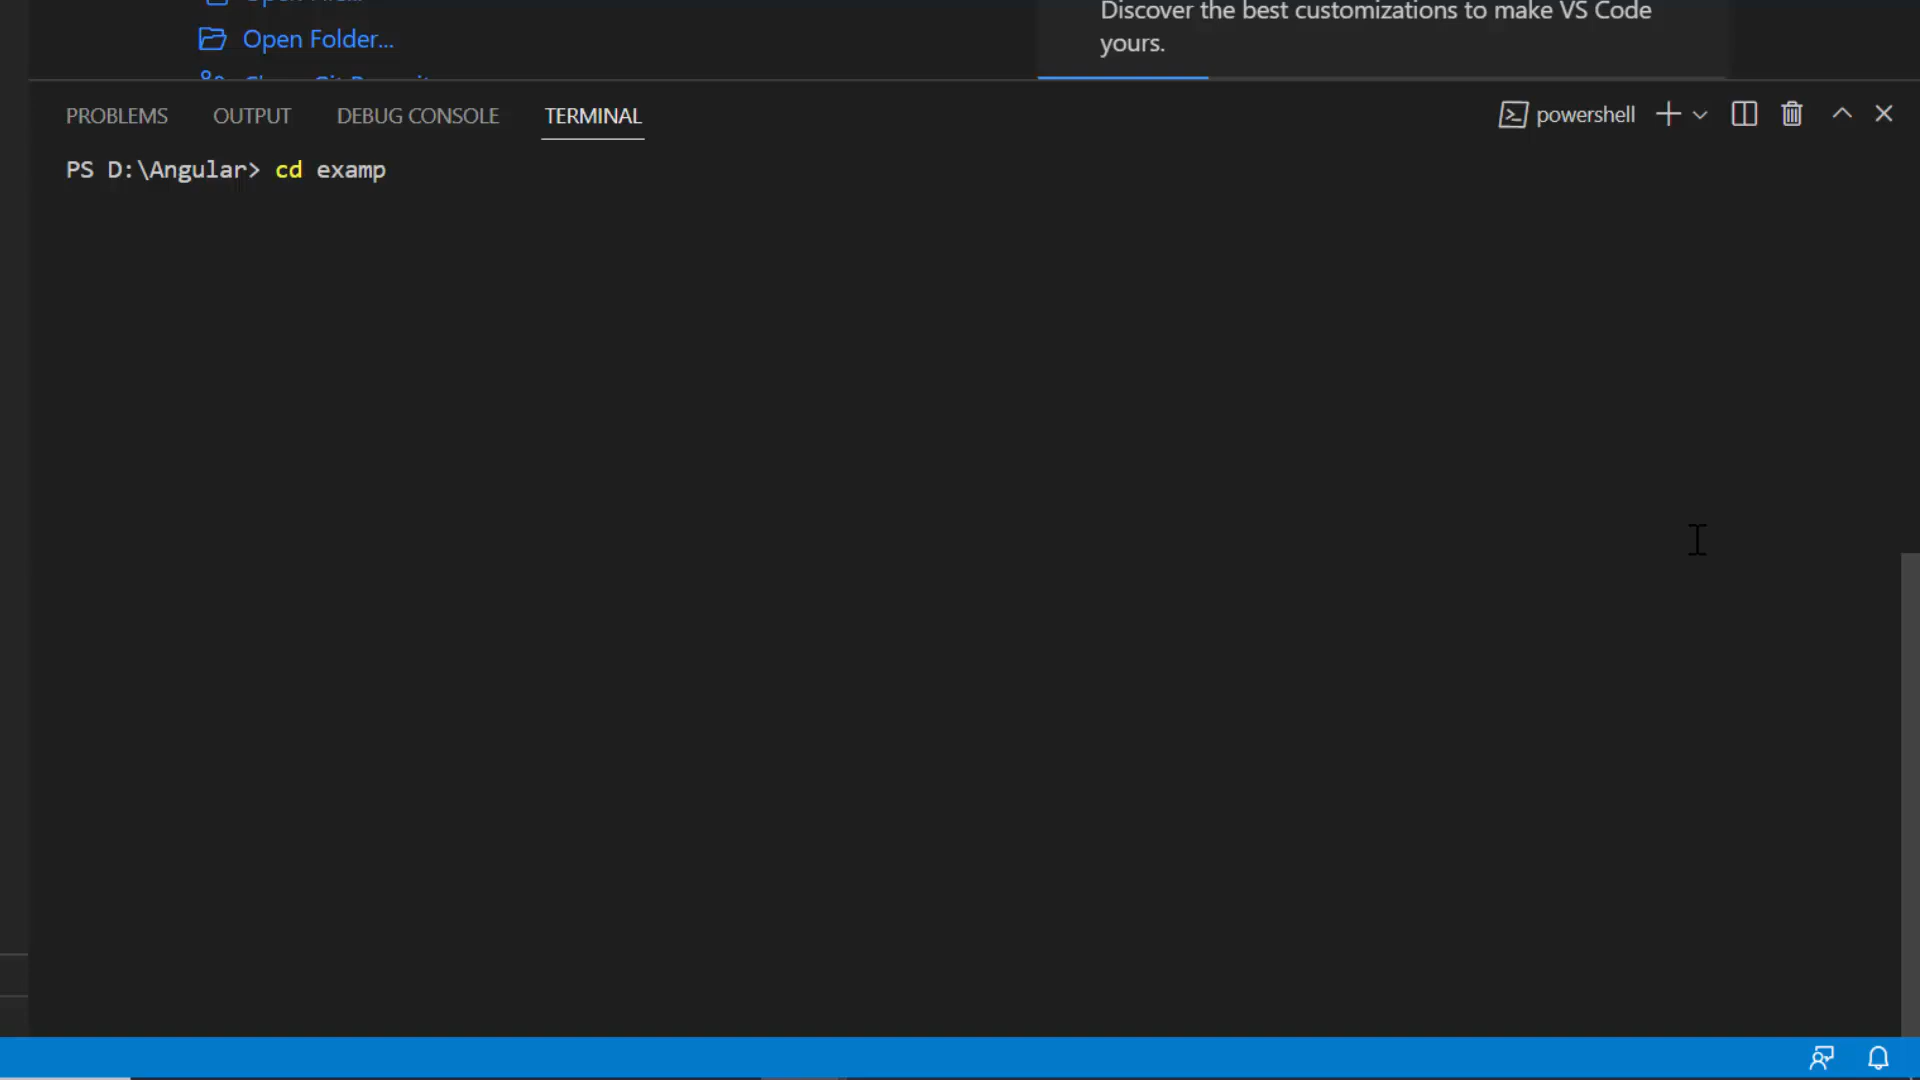 Open Folder...
Discover the best customizations to make VS Code
yours.
PROBLEMS OUTPUT DEBUG CONSOLE TERMINAL
powershell
PS D:\Angular> cd examp